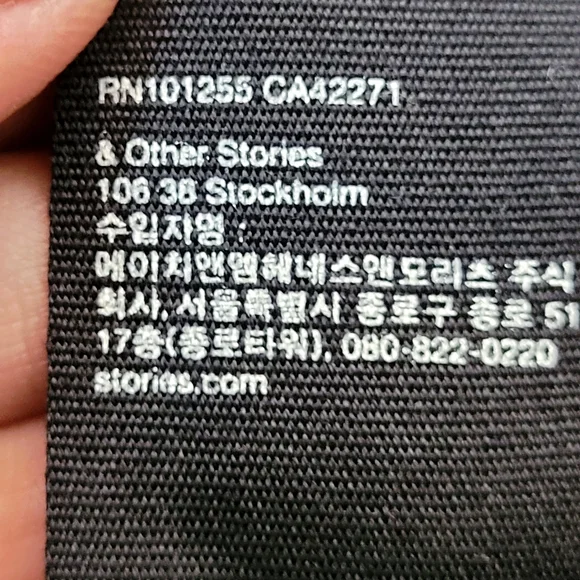 RN101255 CA42271
& Other Stories
106 38 Stockholm
수입자명 :
에이치앤엠헤네스앤모리츠 주식
회사, 서울특별시 종로구 종로 51
17층(종로타워), 080-822-0220
stories.com